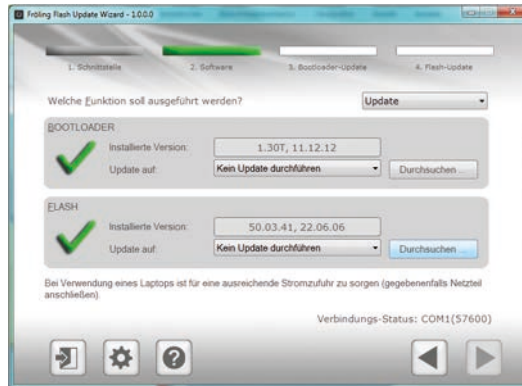 Fröling Flash Update Wizard - 1.0.0.0
1. Schnittstelle
2. Software
3. Bootloader-Update
4. Flash-Update
Welche Funktion soll ausgeführt werden?
Update
BOOTLOADER
Installierte Version:
1.30T, 11.12.12
Update auf:
Kein Update durchführen
Durchsuchen ...
FLASH
Installierte Version:
50.03.41, 22.06.06
Update auf:
Kein Update durchführen
Durchsuchen ...
Bei Verwendung eines Laptops ist für eine ausreichende Stromzufuhr zu sorgen (gegebenenfalls Netzteil
anschließen).
Verbindungs-Status: COM1(57600)